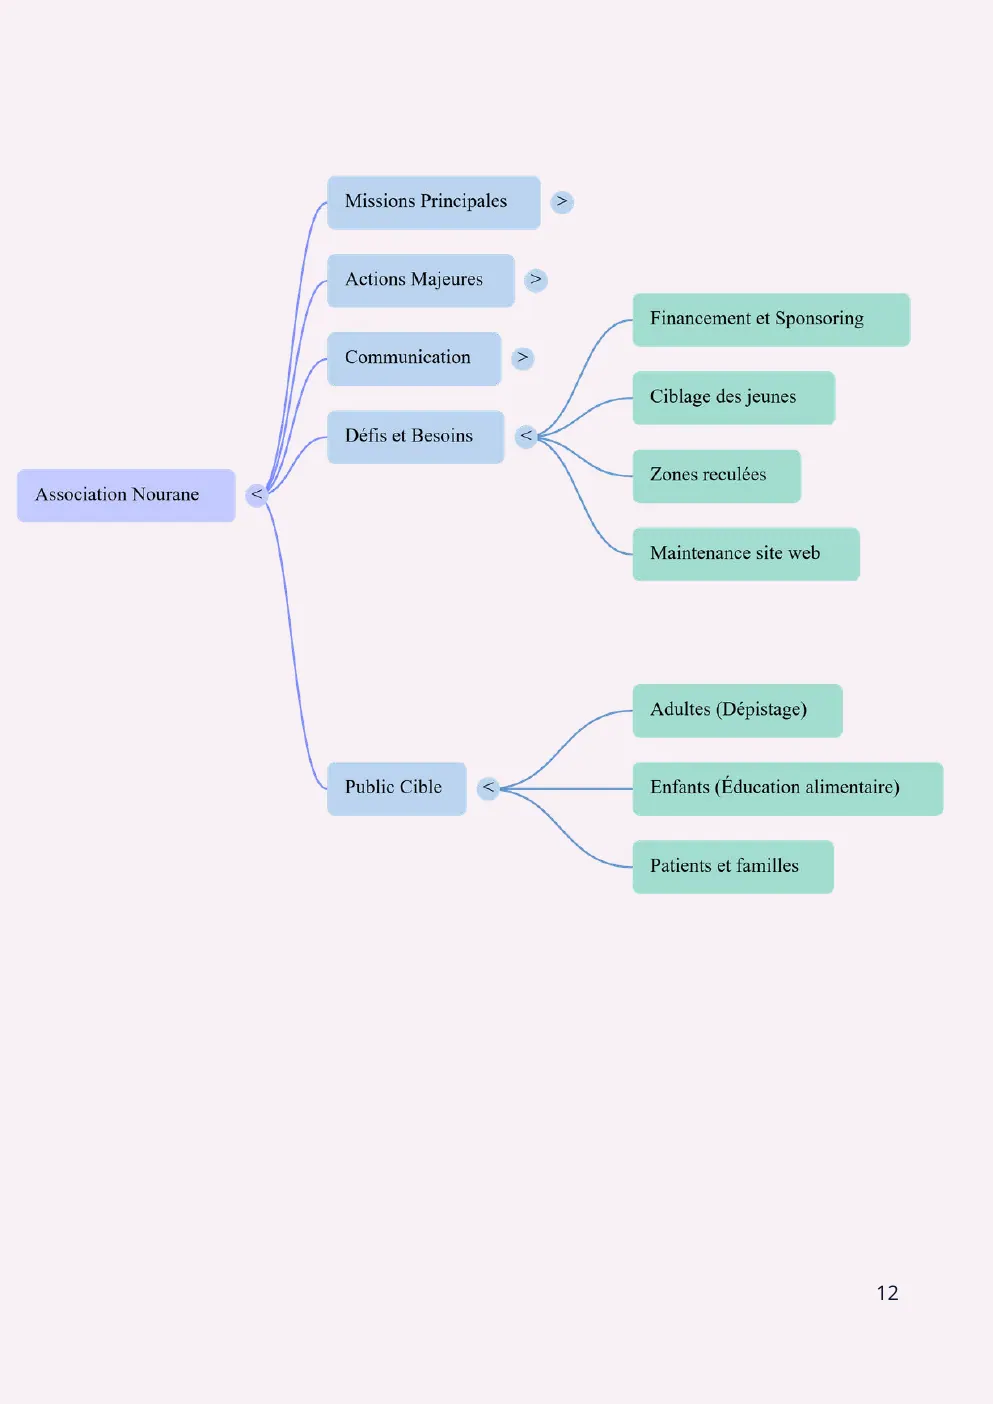 Missions Principales >
Actions Majeures >
Financement et Sponsoring
Communication >
Ciblage des jeunes
Défis et Besoins <
Zones reculées
Association Nourane <
Maintenance site web
Adultes (Dépistage)
Public Cible <
Enfants (Éducation alimentaire)
Patients et familles
12